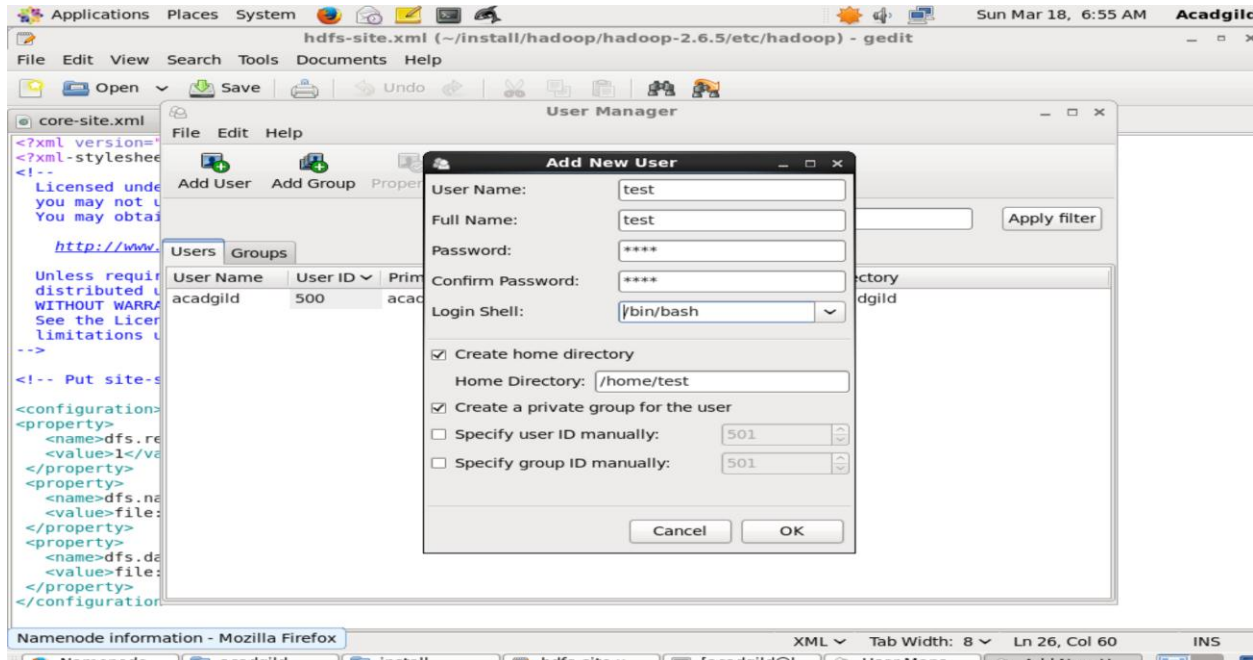 Applications Places System Sun Mar 18, 6:55 AM Acadgild
hdfs-site.xml (~/install/hadoop/hadoop-2.6.5/etc/hadoop) - gedit
File Edit View Search Tools Documents Help
Open Save Undo
core-site.xml
User Manager
File Edit Help
Add User Add Group Proper
Apply filter
Users Groups
User Name User ID Prim ectory
acadgild 500 acad dgild
Add New User
User Name: test
Full Name: test
Password: ****
Confirm Password: ****
Login Shell: /bin/bash
Create home directory
Home Directory: /home/test
Create a private group for the user
Specify user ID manually: 501
Specify group ID manually: 501
Cancel OK
<?xml version="
<?xml-styleshee
<!--
Licensed unde
you may not u
You may obtai
http://www.
Unless requir
distributed u
WITHOUT WARRA
See the Licen
limitations u
-->
<!-- Put site-s
<configuration>
<property>
<name>dfs.re
<value>1</va
</property>
<property>
<name>dfs.na
<value>file:
</property>
<property>
<name>dfs.da
<value>file:
</property>
</configuration
Namenode information - Mozilla Firefox
XML Tab Width: 8 Ln 26, Col 60 INS